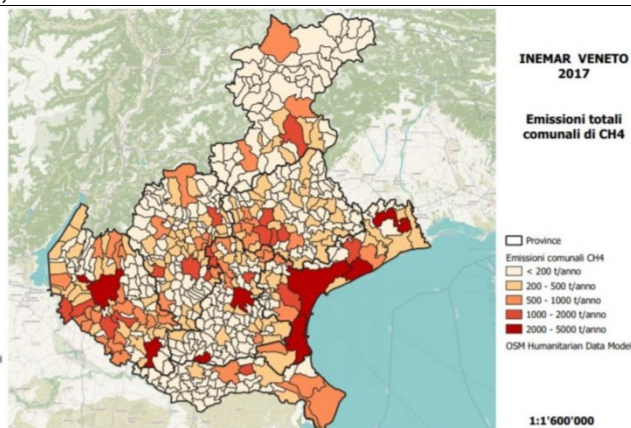 INEMAR VENETO
2017
Emissioni totali
comunali di CH4
Province
Emissioni comunali CH4
< 200 t/anno
200 - 500 t/anno
500 - 1000 t/anno
1000 - 2000 t/anno
2000 - 5000 t/anno
OSM Humanitarian Data Model
1:1'600'000